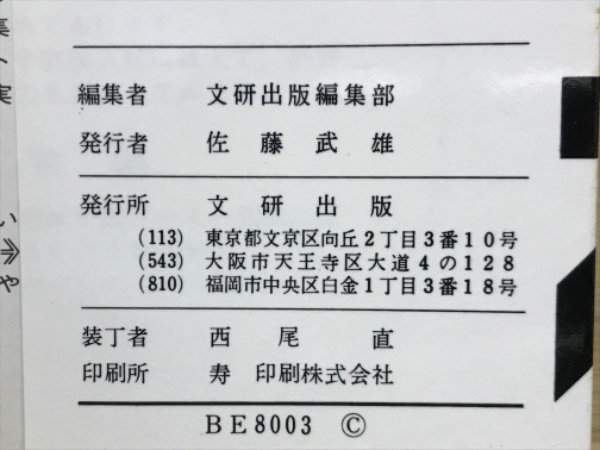 編集者 文研出版編集部
発行者 佐藤武雄
発行所 文研出版
(113) 東京都文京区向丘2丁目3番10号
(543) 大阪市天王寺区大道4の128
(810) 福岡市中央区白金1丁目3番18号
装丁者 西尾直
印刷所 寿 印刷株式会社
BE8003 ©
ト実
い≫や